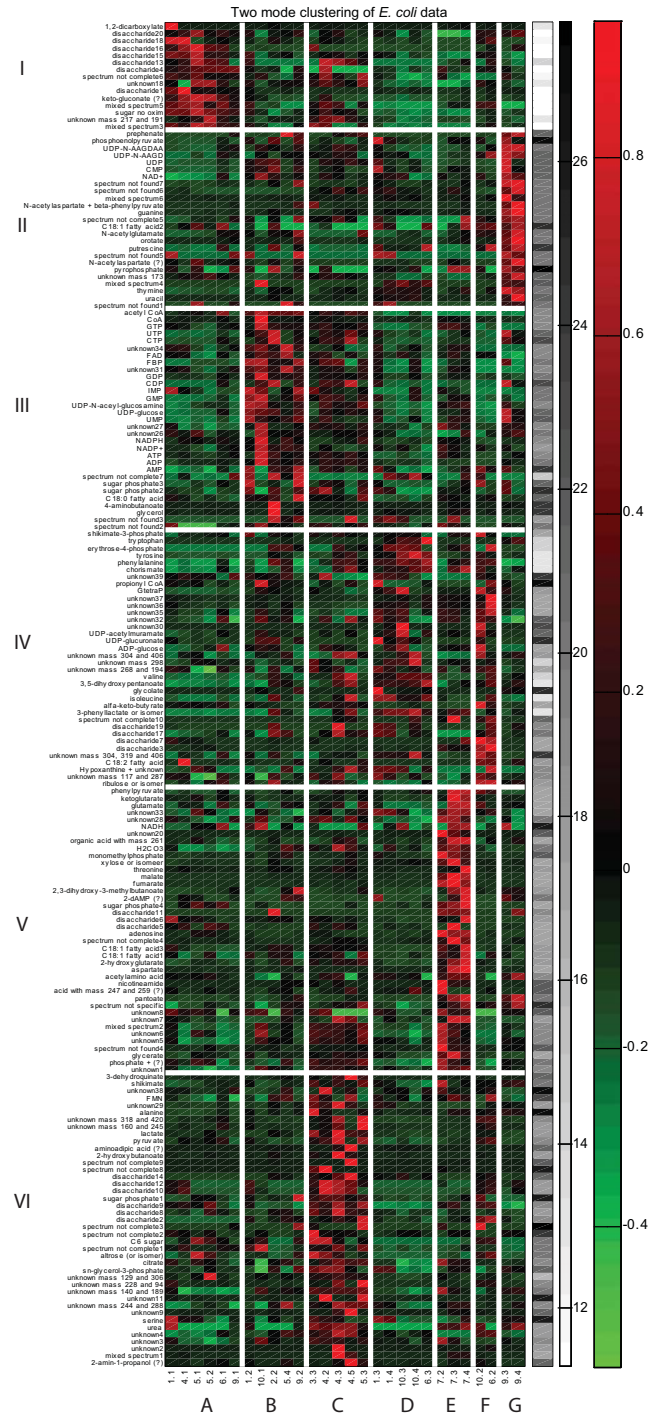 Two mode clustering of E. coli data
1,2-dicarboxylate
disaccharide20
disaccharide18
disaccharide16
disaccharide15
disaccharide13
disaccharide4
spectrum not complete6
unknown18
disaccharide1
keto-gluconate (?)
mixed spectrum5
sugar no oxim
unknown mass 217 and 191
mixed spectrum3
I
prephenate
phosphoenolpyruvate
UDP-N-AAGDAA
UDP-N-AAGD
UDP
CMP
NAD+
spectrum not found7
spectrum not found6
mixed spectrum6
N-acetylaspartate + beta-phenylpyruvate
guanine
spectrum not complete5
C18:1 fatty acid2
N-acetylglutamate
orotate
putrescine
spectrum not found5
N-acetylaspartate (?)
pyrophosphate
unknown mass 173
mixed spectrum4
thymine
uracil
spectrum not found1
II
acetyl CoA
CoA
GTP
UTP
CTP
unknown34
FAD
FBP
unknown31
GDP
CDP
IMP
GMP
UDP-N-aceyl-glucosamine
UDP-glucose
UMP
unknown27
unknown26
NADPH
NADP+
ATP
ADP
AMP
spectrum not complete7
sugar phosphate3
sugar phosphate2
C18:0 fatty acid
4-aminobutanoate
glycerol
spectrum not found3
spectrum not found2
III
shikimate-3-phosphate
tryptophan
erythrose-4-phosphate
tyrosine
phenylalanine
chorismate
unknown39
propionyl CoA
GtetraP
unknown37
unknown36
unknown35
unknown32
unknown30
UDP-acetylmuramate
UDP-glucuronate
ADP-glucose
unknown mass 304 and 406
unknown mass 298
unknown mass 268 and 194
valine
3,5-dihydroxypentanoate
glycolate
isoleucine
alfa-keto-butyrate
3-phenyllactate or isomer
spectrum not complete10
disaccharide19
disaccharide17
disaccharide7
disaccharide3
unknown mass 304, 319 and 406
C18:2 fatty acid
Hypoxanthine + unknown
unknown mass 117 and 287
ribulose or isomer
IV
phenylpyruvate
ketoglutarate
glutamate
unknown33
unknown28
NADH
unknown20
organic acid with mass 261
H2CO3
monomethylphosphate
xylose or isomeer
threonine
malate
fumarate
2,3-dihydroxy-3-methylbutanoate
2-dAMP (?)
sugar phosphate4
disaccharide11
disaccharide6
disaccharide5
adenosine
spectrum not complete4
C18:1 fatty acid3
C18:1 fatty acid1
2-hydroxyglutarate
aspartate
acetylamino acid
nicotineamide
acid with mass 247 and 259 (?)
pantoate
spectrum not specific
unknown8
unknown7
mixed spectrum2
unknown6
unknown5
spectrum not found4
glycerate
phosphate + (?)
unknown1
V
3-dehydroquinate
shikimate
unknown38
FMN
unknown29
alanine
unknown mass 318 and 420
unknown mass 160 and 245
lactate
pyruvate
aminoadipic acid (?)
2-hydroxybutanoate
spectrum not complete9
spectrum not complete8
disaccharide14
disaccharide12
disaccharide10
sugar phosphate1
disaccharide9
disaccharide8
disaccharide2
spectrum not complete3
spectrum not complete2
C6 sugar
spectrum not complete1
altrose (or isomer)
citrate
sn-glycerol-3-phosphate
unknown mass 129 and 306
unknown mass 228 and 94
unknown mass 140 and 189
unknown11
unknown mass 244 and 288
unknown9
serine
urea
unknown4
unknown3
unknown2
mixed spectrum1
2-amin-1-propanol (?)
VI
1.1 4.1 5.1 5.2 6.1 9.1 1.2 10.1 2.2 5.4 9.2 3.3 4.2 4.3 4.5 5.3 1.3 1.4 10.3 10.4 6.3 7.2 7.3 7.4 10.2 6.2 9.3 9.4
A B C D E F G
26
24
22
20
18
16
14
12
0.8
0.6
0.4
0.2
0
-0.2
-0.4